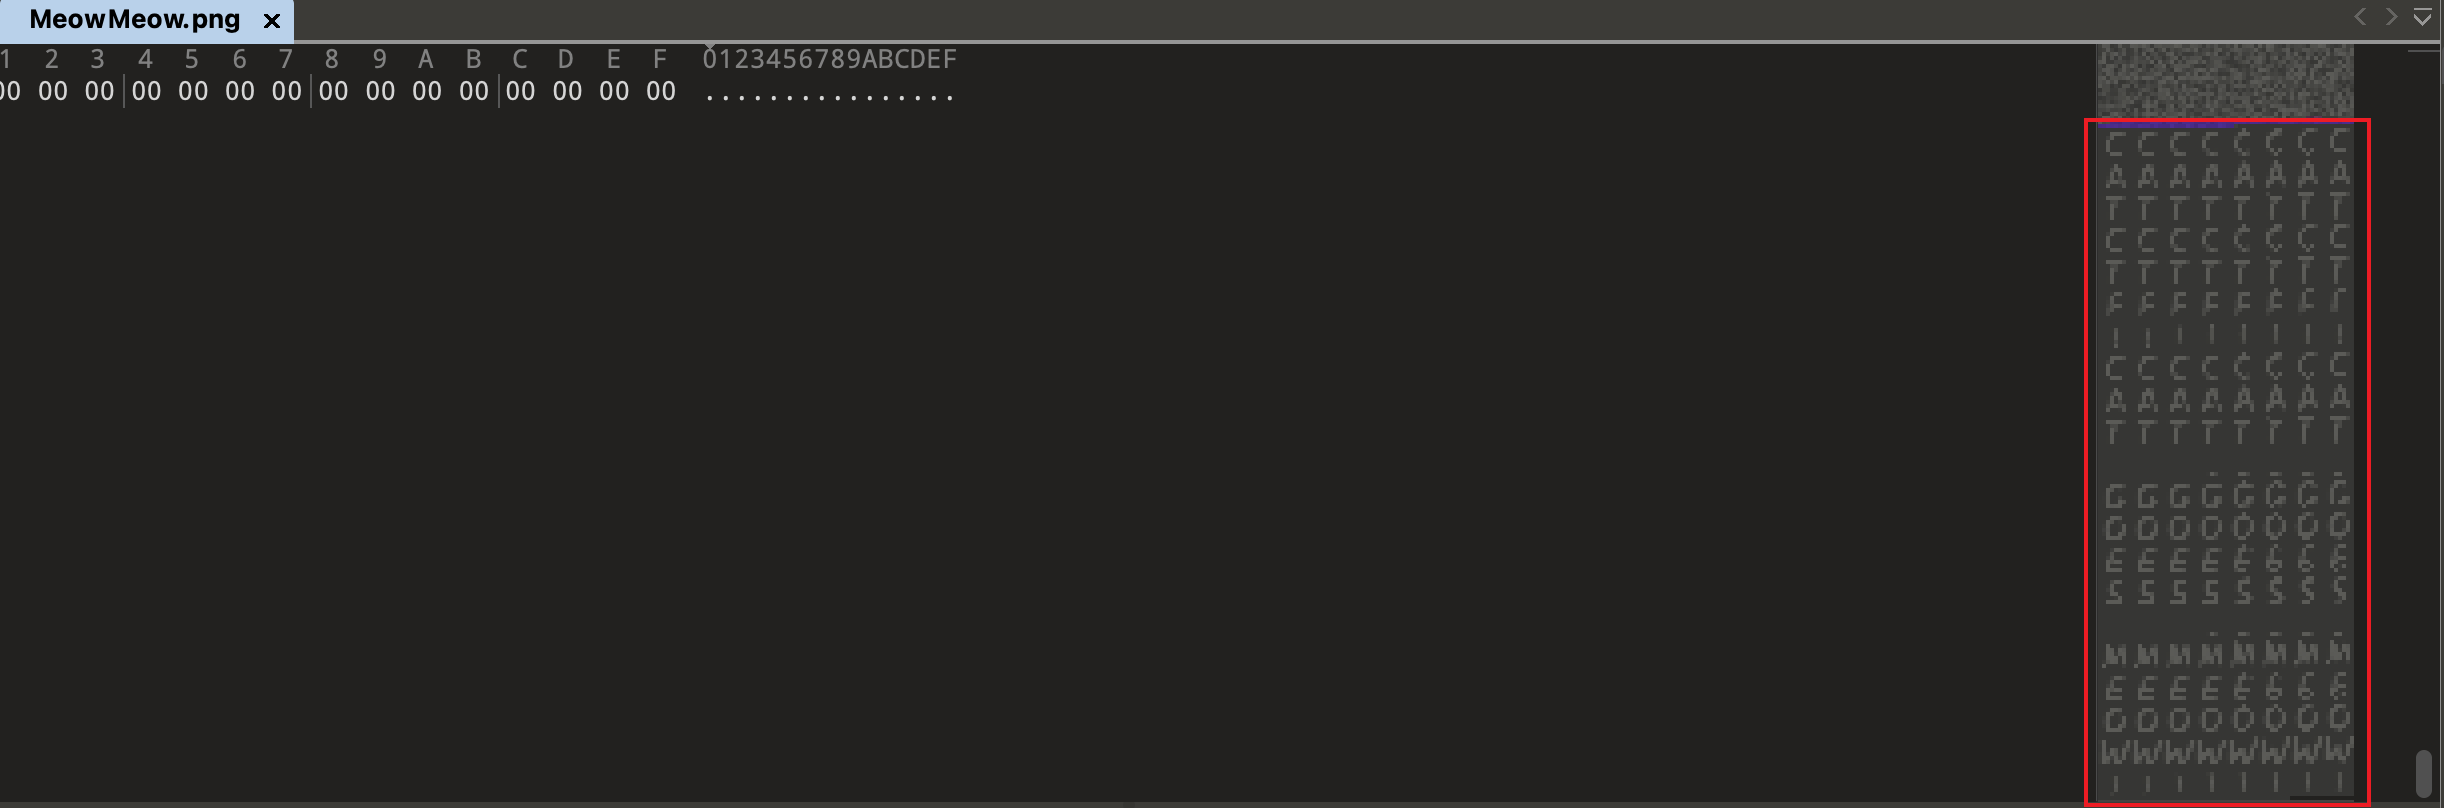 MeowMeow.png ×
1 2 3 4 5 6 7 8 9 A B C D E F 0123456789ABCDEF
00 00 00 00 00 00 00 00 00 00 00 00 00 00 00 ................
C C C C C C C C
A A A A A A A A
T T T T T T T T
C C C C C C C C
T T T T T T T T
F F F F F F F F
C C C C C C C C
A A A A A A A A
T T T T T T T T
G G G G G G G G
O O O O O O O O
E E E E E E E E
S S S S S S S S
M M M M M M M M
E E E E E E E E
O O O O O O O O
W W W W W W W W